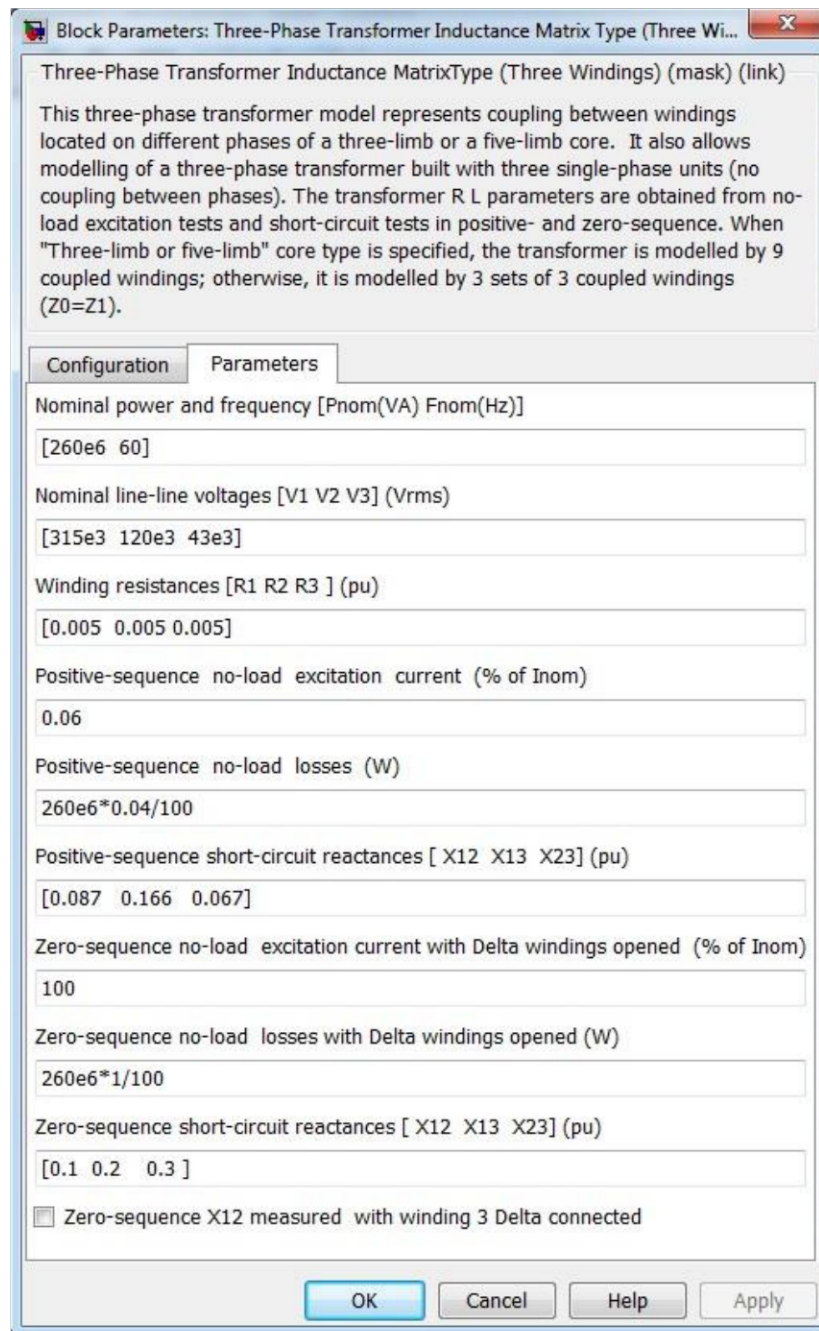 Block Parameters: Three-Phase Transformer Inductance Matrix Type (Three Wi...
Three-Phase Transformer Inductance MatrixType (Three Windings) (mask) (link)
This three-phase transformer model represents coupling between windings
located on different phases of a three-limb or a five-limb core.  It also allows
modelling of a three-phase transformer built with three single-phase units (no
coupling between phases). The transformer R L parameters are obtained from no-
load excitation tests and short-circuit tests in positive- and zero-sequence. When
"Three-limb or five-limb" core type is specified, the transformer is modelled by 9
coupled windings; otherwise, it is modelled by 3 sets of 3 coupled windings
(Z0=Z1).
Configuration Parameters
Nominal power and frequency [Pnom(VA) Fnom(Hz)]
[260e6  60]
Nominal line-line voltages [V1 V2 V3] (Vrms)
[315e3  120e3  43e3]
Winding resistances [R1 R2 R3 ] (pu)
[0.005  0.005 0.005]
Positive-sequence  no-load  excitation  current  (% of Inom)
0.06
Positive-sequence  no-load  losses  (W)
260e6*0.04/100
Positive-sequence short-circuit reactances [ X12  X13  X23] (pu)
[0.087   0.166   0.067]
Zero-sequence no-load  excitation current with Delta windings opened  (% of Inom)
100
Zero-sequence no-load  losses with Delta windings opened (W)
260e6*1/100
Zero-sequence short-circuit reactances [ X12  X13  X23] (pu)
[0.1  0.2    0.3 ]
Zero-sequence X12 measured  with winding 3 Delta connected
OK Cancel Help Apply